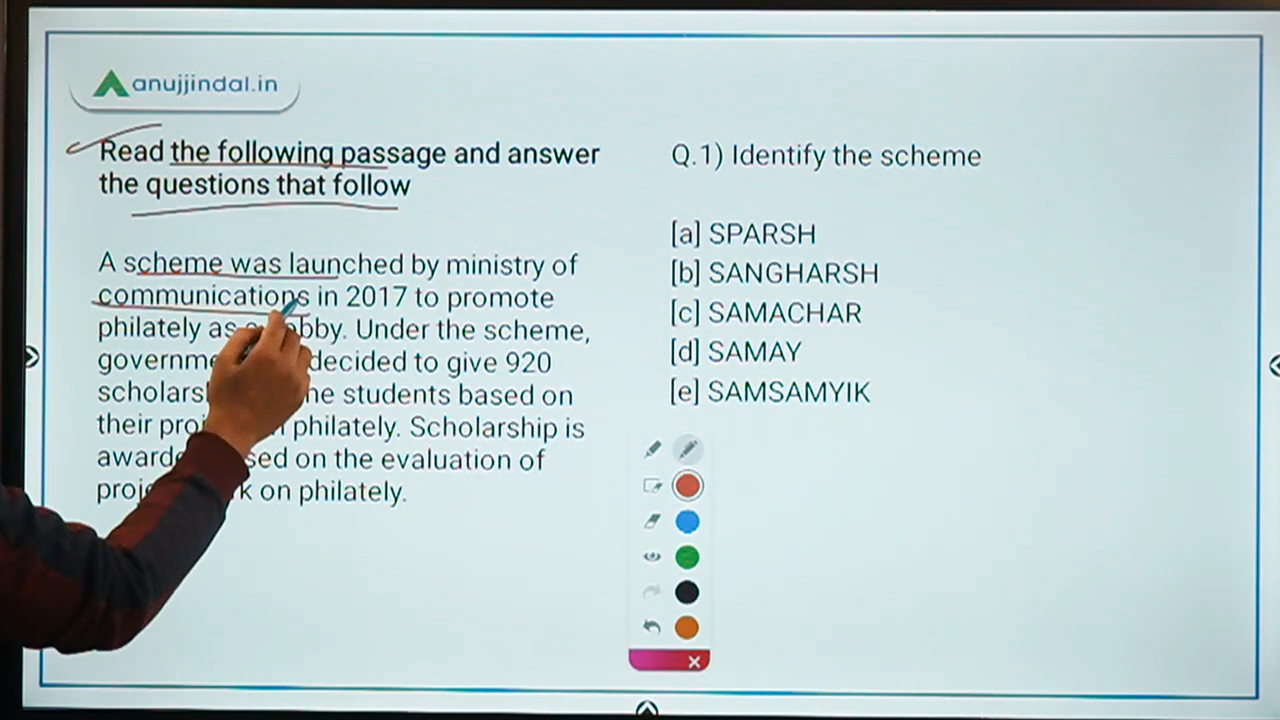 anujjindal.in
Read the following passage and answer
the questions that follow
A scheme was launched by ministry of
communications in 2017 to promote
philately as hobby. Under the scheme,
decided to give 920
students based on
their philately. Scholarship is
on the evaluation of
on philately.
Q.1) Identify the scheme
[a] SPARSH
[b] SANGHARSH
[c] SAMACHAR
[d] SAMAY
[e] SAMSAMYIK